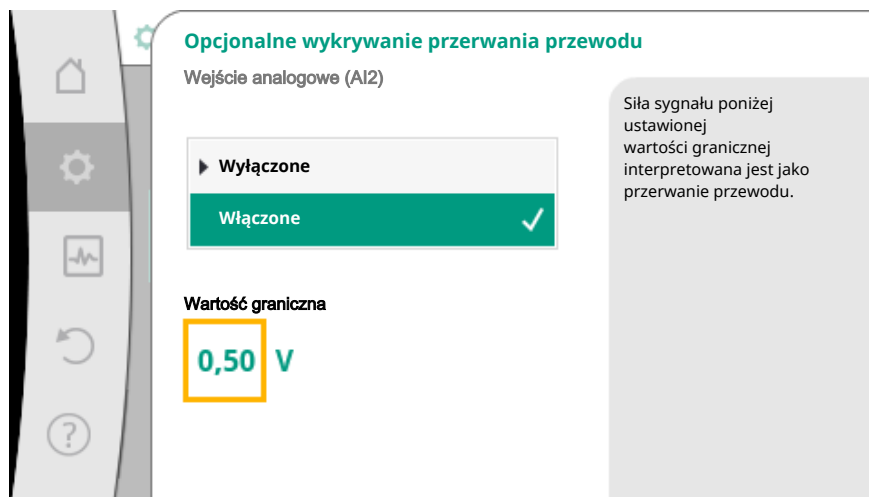 Opcjonalne wykrywanie przerwania przewodu
Wejście analogowe (AI2)
Wyłączone
Włączone
Wartość graniczna
0,50 V
Siła sygnału poniżej
ustawionej
wartości granicznej
interpretowana jest jako
przerwanie przewodu.
?